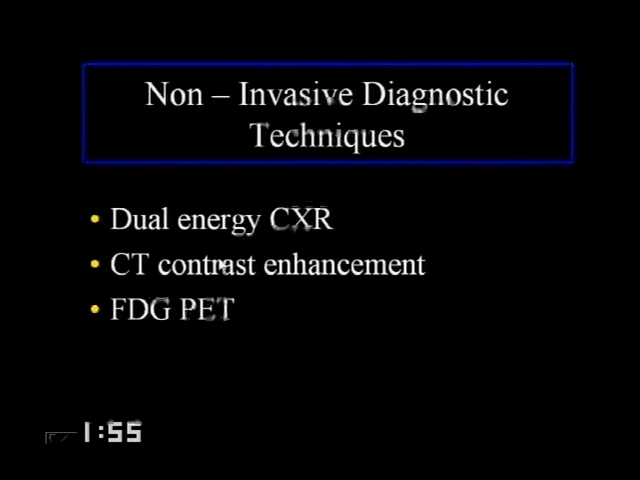 Non – Invasive Diagnostic
Techniques
• Dual energy CXR
• CT contrast enhancement
• FDG PET
1:55